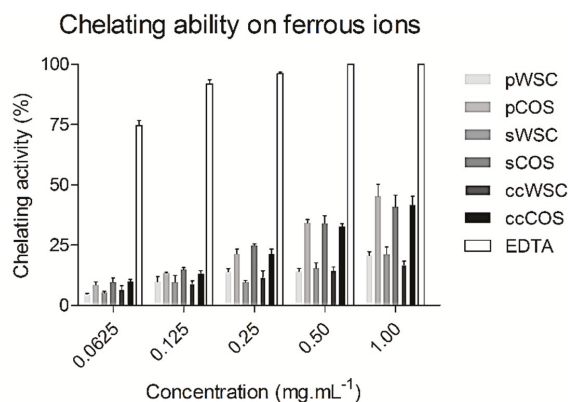 Chelating ability on ferrous ions
Chelating activity (%)
100
75
50
25
0
0.0625
0.125
0.25
0.50
1.00
Concentration (mg.mL⁻¹)
pWSC
pCOS
sWSC
sCOS
ccWSC
ccCOS
EDTA